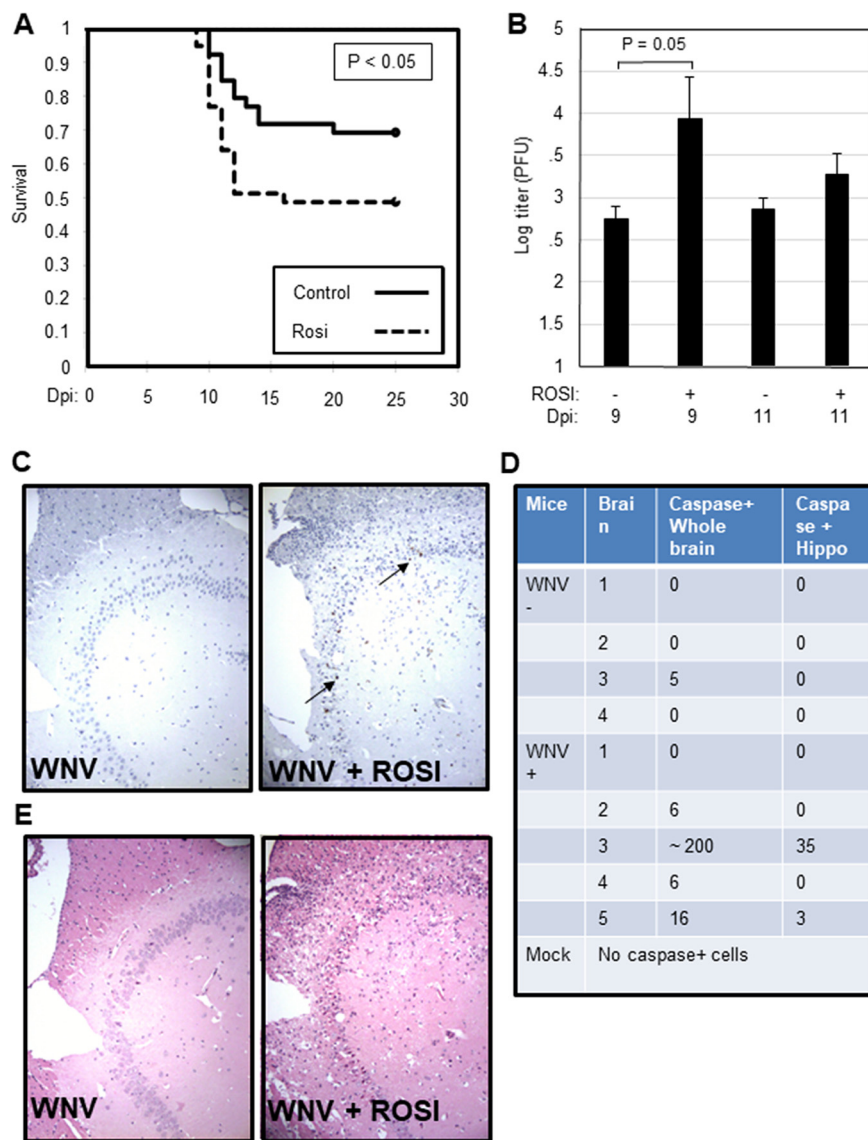 A
P < 0.05
1
0.9
0.8
0.7
0.6
0.5
0.4
0.3
0.2
0.1
0
Survival
Control
Rosi
Dpi: 0 5 10 15 20 25 30
B
P = 0.05
5
4.5
4
.5
3
.5
2
1.5
1
Log titer (PFU)
ROSI: - + - +
Dpi: 9 9 11 11
C
WNV
WNV + ROSI
D
Mice Brai
n Caspase+
Whole
brain Caspa
se +
Hippo
WNV
- 1 0 0
2 0 0
3 5 0
4 0 0
WNV
+ 1 0 0
2 6 0
3 ~ 200 35
4 6 0
5 16 3
Mock No caspase+ cells
E
WNV
WNV + ROSI